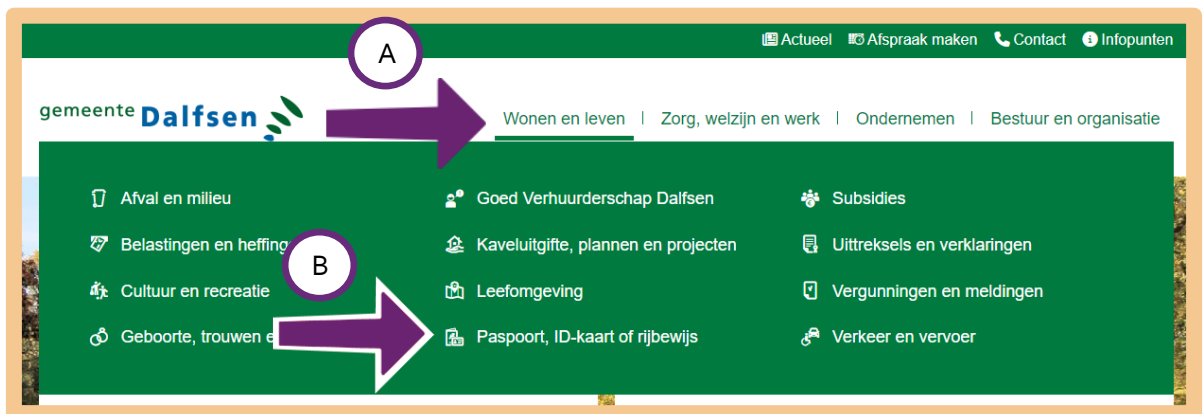 Actueel Afspraak maken Contact Infopunten
A
gemeente Dalfsen
Wonen en leven | Zorg, welzijn en werk | Ondernemen | Bestuur en organisatie
Afval en milieu
Belastingen en heffing
Cultuur en recreatie
Geboorte, trouwen
B
Goed Verhuurderschap Dalfsen
Kaveluitgifte, plannen en projecten
Leefomgeving
Paspoort, ID-kaart of rijbewijs
Subsidies
Uittreksels en verklaringen
Vergunningen en meldingen
Verkeer en vervoer